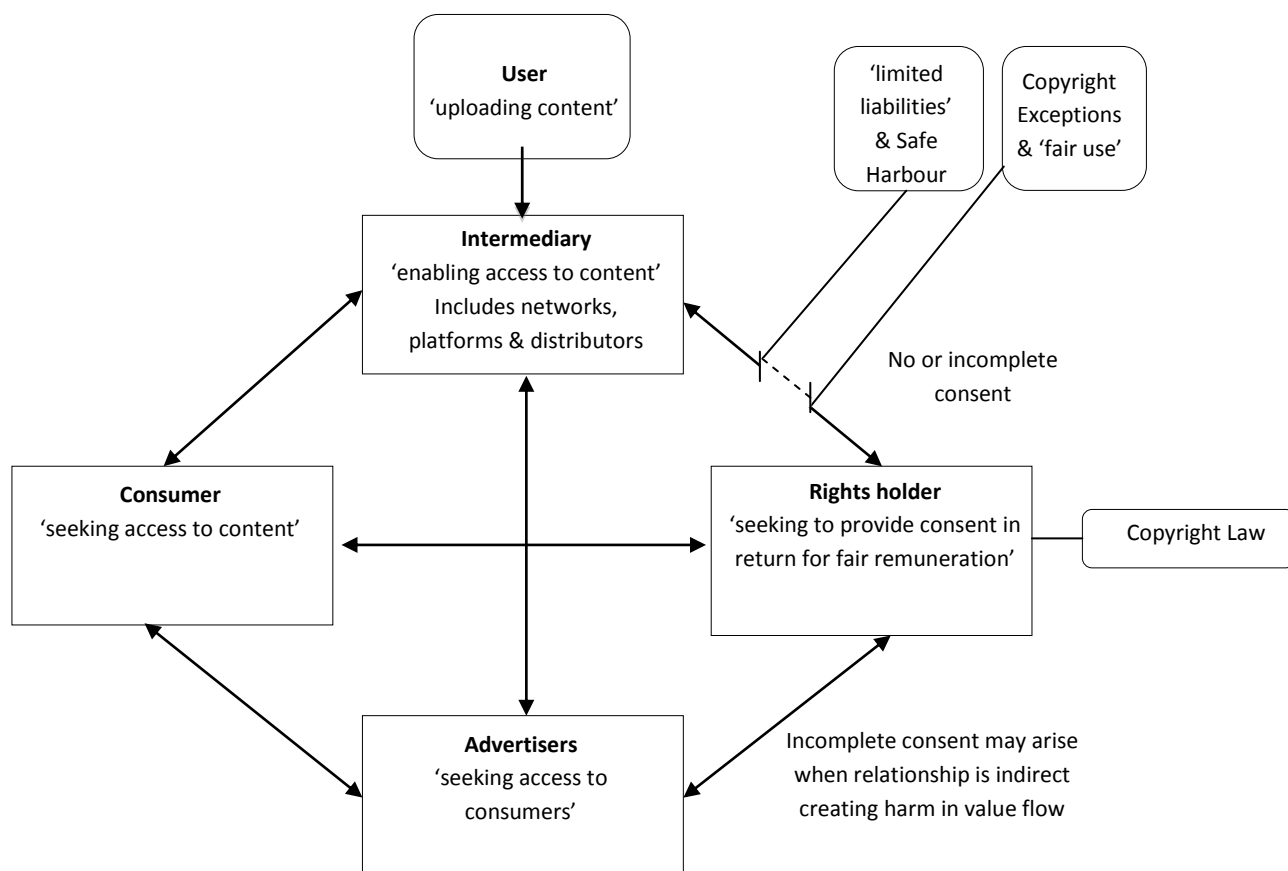 User
‘uploading content’
‘limited
liabilities’
& Safe
Harbour
Copyright
Exceptions
& ‘fair use’
Intermediary
‘enabling access to content’
Includes networks,
platforms & distributors
No or incomplete
consent
Consumer
‘seeking access to content’
Rights holder
‘seeking to provide consent in
return for fair remuneration’
Copyright Law
Advertisers
‘seeking access to
consumers’
Incomplete consent may arise
when relationship is indirect
creating harm in value flow